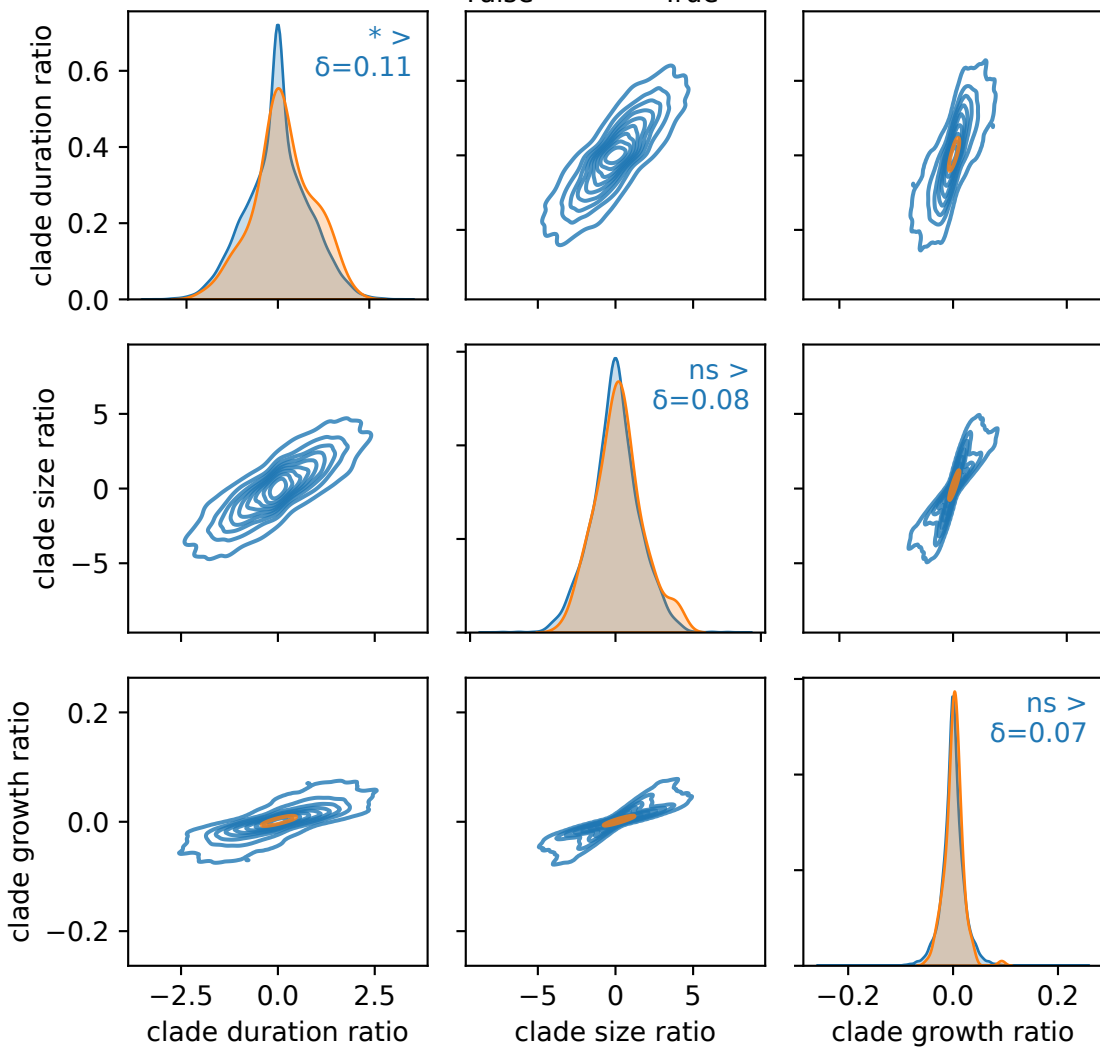 clade duration ratio
0.6
0.4
0.2
0.0
* >
δ=0.11
clade size ratio
5
0
−5
ns >
δ=0.08
clade growth ratio
0.2
0.0
−0.2
ns >
δ=0.07
−2.5 0.0 2.5
−5 0 5
−0.2 0.0 0.2
clade duration ratio
clade size ratio
clade growth ratio